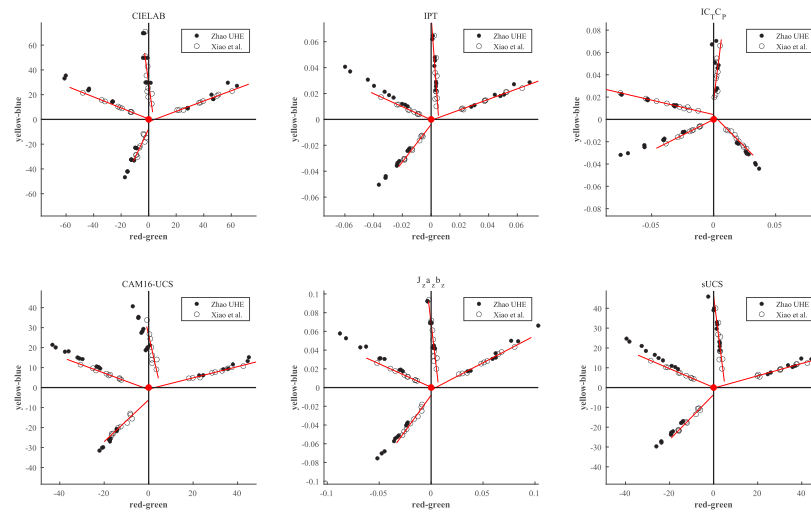 CIELAB
Zhao UHE
Xiao et al.
yellow-blue
60
40
20
0
-20
-40
-60
-60 -40 -20 0 20 40 60
red-green
IPT
Zhao UHE
Xiao et al.
yellow-blue
0.06
0.04
0.02
0
-0.02
-0.04
-0.06
-0.06 -0.04 -0.02 0 0.02 0.04 0.06
red-green
ICTCP
Zhao UHE
Xiao et al.
yellow-blue
0.08
0.06
0.04
0.02
0
-0.02
-0.04
-0.06
-0.08
-0.05 0 0.05
red-green
CAM16-UCS
Zhao UHE
Xiao et al.
yellow-blue
40
30
20
10
0
-10
-20
-30
-40
-40 -20 0 20 40
red-green
Jzazbz
Zhao UHE
Xiao et al.
yellow-blue
0.1
0.08
0.06
0.04
0.02
0
-0.02
-0.04
-0.06
-0.08
-0.1
-0.1 -0.05 0 0.05 0.1
red-green
sUCS
Zhao UHE
Xiao et al.
yellow-blue
40
30
20
10
0
-10
-20
-30
-40
-40 -20 0 20 40
red-green